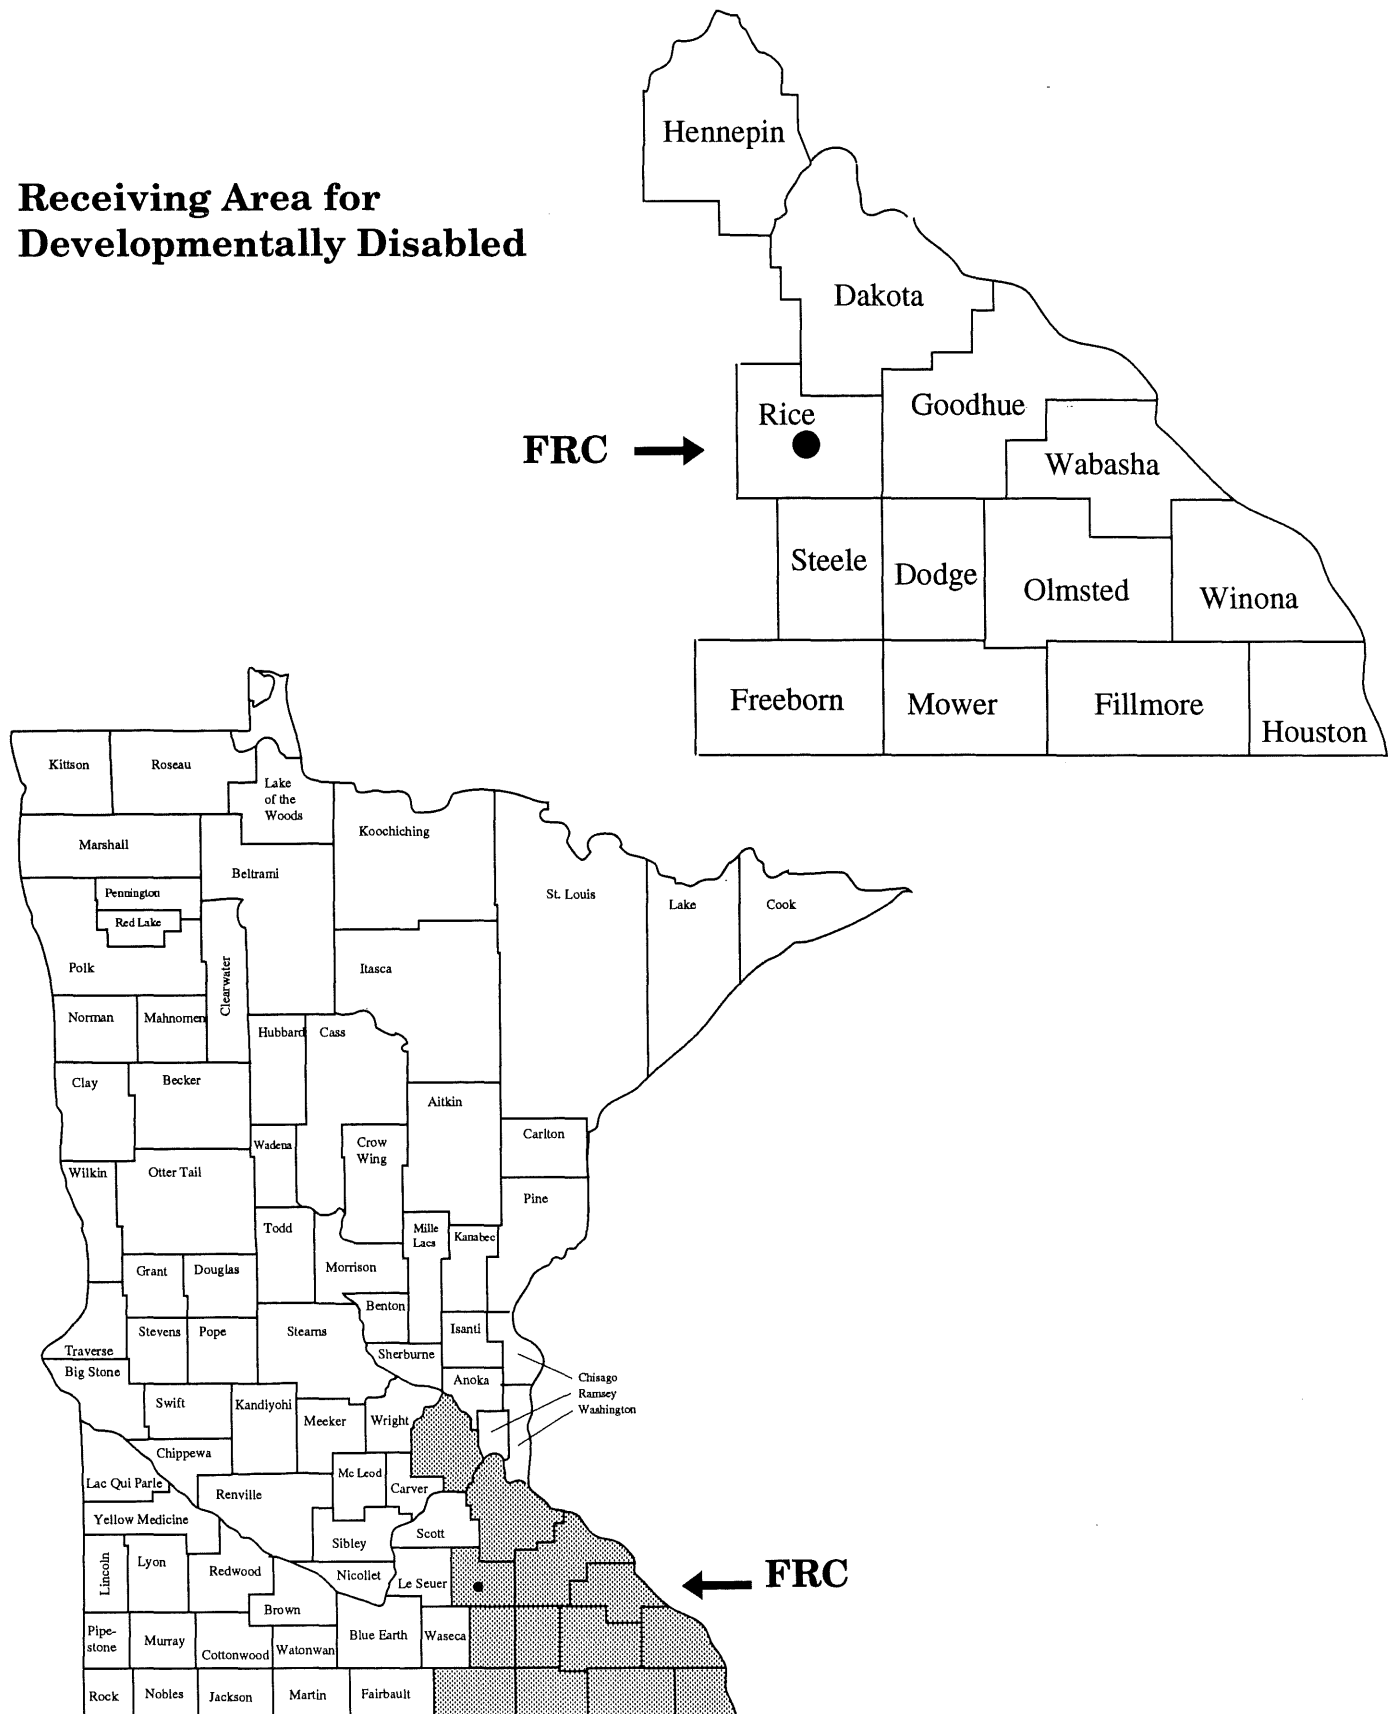 Hennepin
Receiving Area for
Developmentally Disabled
Dakota
Rice
Goodhue
FRC
Wabasha
Steele
Dodge
Olmsted
Winona
Freeborn
Mower
Fillmore
Houston
Kittson
Roseau
Lake
of the
Woods
Koochiching
Marshall
Beltrami
Pennington
St. Louis
Lake
Cook
Red Lake
Polk
Clearwater
Itasca
Norman
Mahnomen
Hubbard
Cass
Clay
Becker
Aitkin
Carlton
Wadena
Crow
Wing
Wilkin
Otter Tail
Pine
Todd
Mille
Lacs
Kanabec
Grant
Douglas
Morrison
Benton
Stevens
Pope
Stearns
Isanti
Traverse
Sherburne
Big Stone
Anoka
Chisago
Ramsey
Washington
Swift
Kandiyohi
Meeker
Wright
Chippewa
Mc Leod
Lac Qui Parle
Carver
Renville
Yellow Medicine
Scott
Sibley
Lincoln
Lyon
Redwood
Nicollet
Le Seuer
FRC
Brown
Pipe-
stone
Murray
Cottonwood
Watonwan
Blue Earth
Waseca
Rock
Nobles
Jackson
Martin
Fairbault